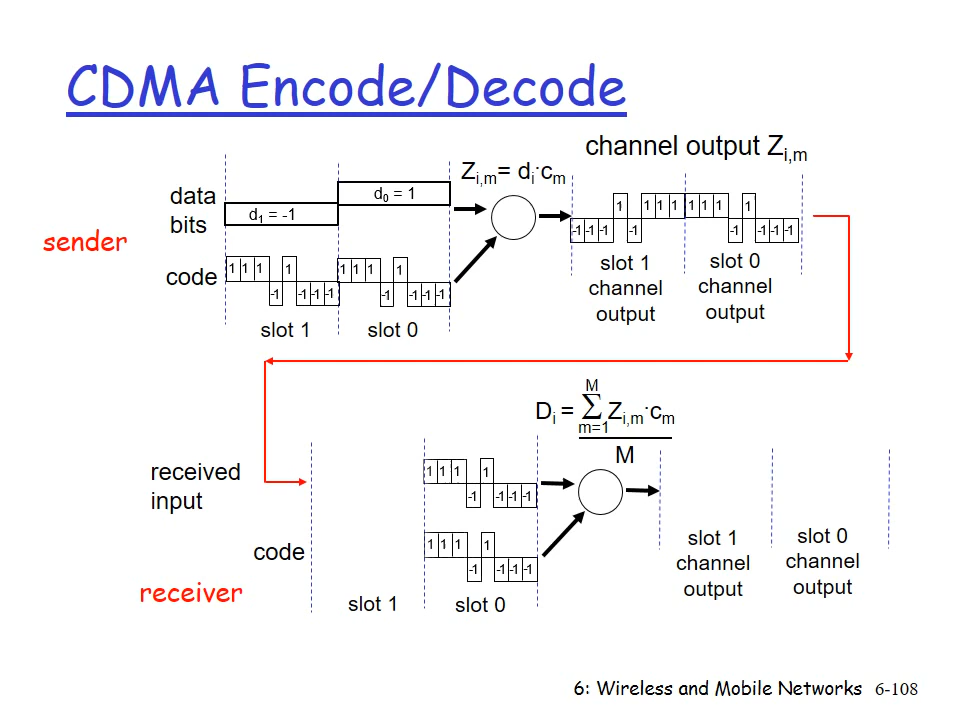 CDMA Encode/Decode
channel output Zi,m
Zi,m= di·cm
data
bits
d0 = 1
d1 = -1
sender
code
1 1 1 -1 1 -1 -1 -1
1 1 1 -1 1 -1 -1 -1
slot 1
slot 0
-1 -1 -1 1 -1 1 1 1
1 1 1 -1 1 -1 -1 -1
slot 1
channel
output
slot 0
channel
output
M
Di = Σ Zi,m·cm
m=1
M
received
input
1 1 1 -1 1 -1 -1 -1
code
1 1 1 -1 1 -1 -1 -1
receiver
slot 1
slot 0
slot 1
channel
output
slot 0
channel
output
6: Wireless and Mobile Networks 6-108